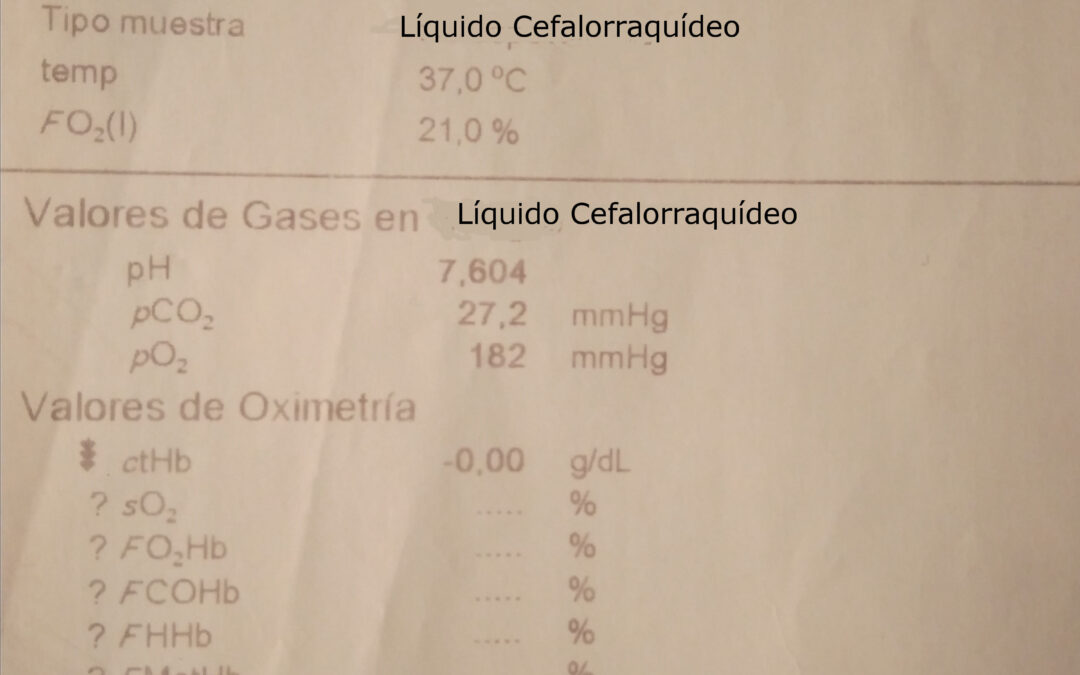 Tipo muestra Líquido Cefalorraquídeo
temp 37,0 ºC
FO₂(I) 21,0 %
Valores de Gases en Líquido Cefalorraquídeo
pH 7,604
pCO₂ 27,2 mmHg
pO₂ 182 mmHg
Valores de Oximetría
ctHb -0,00 g/dL
? sO₂ ..... %
? FO₂Hb ..... %
? FCOHb ..... %
? FHHb ..... %
%